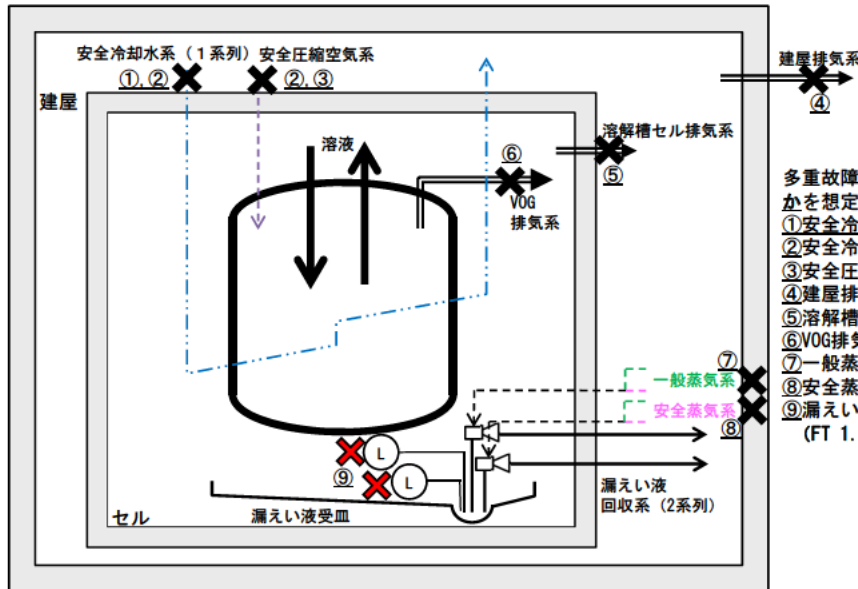 安全冷却水系(1系列) 安全圧縮空気系
①,② ②,③
建屋排気系
④
建屋
溶液
溶解槽セル排気系
⑤
⑥
VOG
排気系
多重故障
かを想定
①安全冷
②安全冷
③安全圧
④建屋排
⑤溶解槽
⑥VOG排気
⑦一般蒸
⑧安全蒸
⑨漏えい
(FT 1.
⑦
一般蒸気系
安全蒸気系
⑧
L
L
⑨
漏えい液
回収系(2系列)
セル
漏えい液受皿